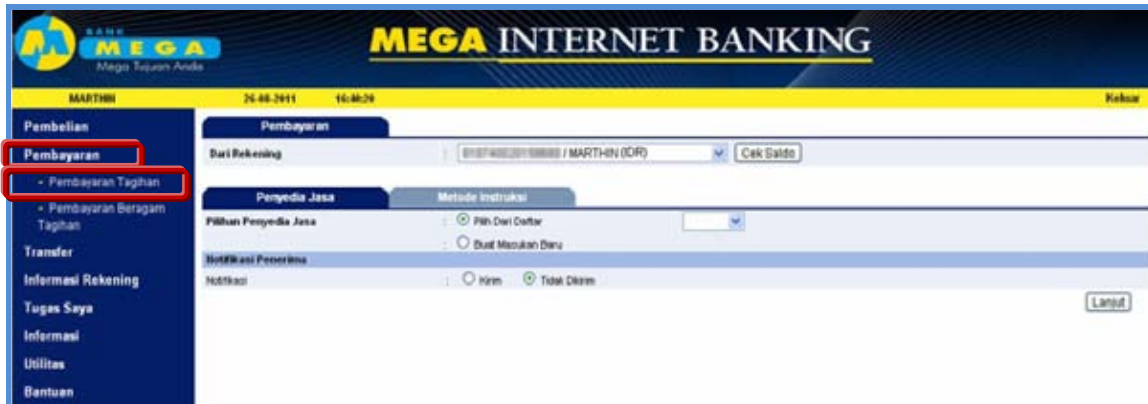 BANK
MEGA
Mega Tujuan Anda
MEGA INTERNET BANKING
MARTHIN 26-08-2011 16:40:20 Keluar
Pembelian
Pembayaran
- Pembayaran Tagihan
- Pembayaran Beragam
Tagihan
Transfer
Informasi Rekening
Tugas Saya
Informasi
Utilitas
Bantuan
Pembayaran
Dari Rekening : / MARTHIN (IDR) Cek Saldo
Penyedia Jasa Metode Instruksi
Pilihan Penyedia Jasa : Pilih Dari Daftar
: Buat Masukan Baru
Notifikasi Penerima
Notifikasi : Kirim Tidak Dikirim
Lanjut